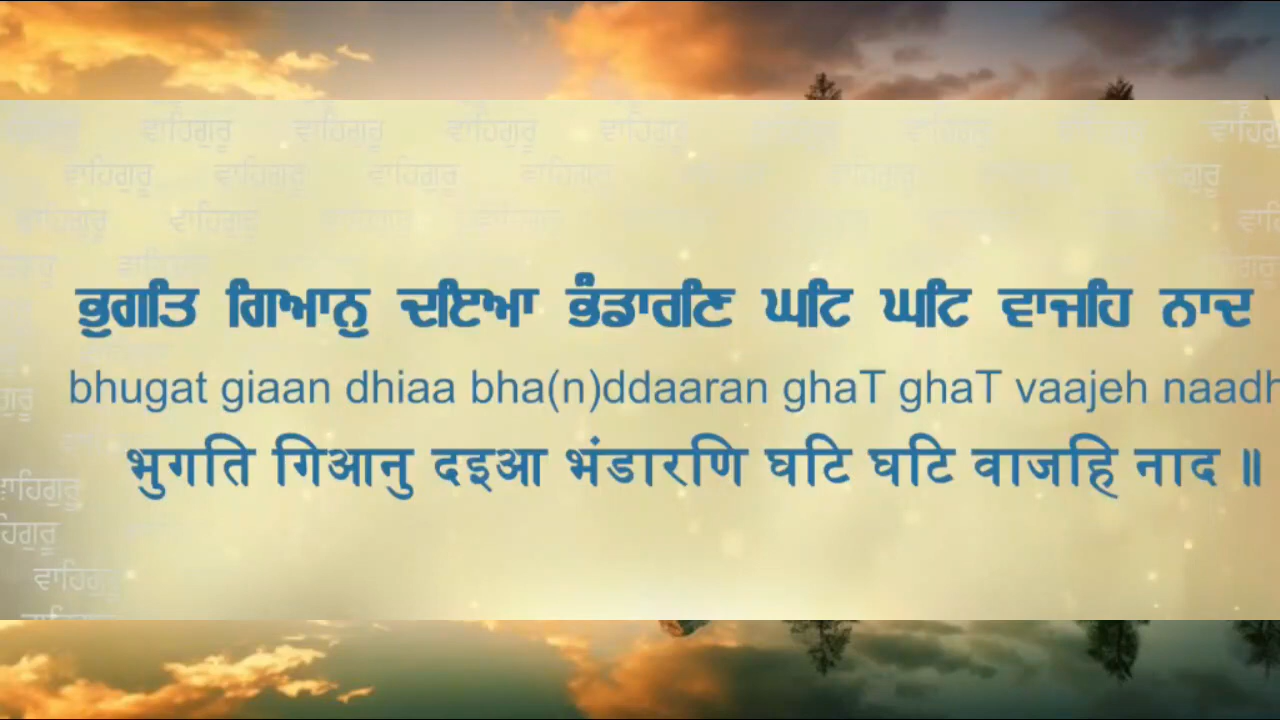 ਵਾਹਿਗੁਰੂ ਵਾਹਿਗੁਰੂ ਵਾਹਿਗੁਰੂ ਵਾਹਿਗੁਰੂ ਵਾਹਿਗੁਰੂ ਵਾਹਿਗੁਰੂ
ਵਾਹਿਗੁਰੂ ਵਾਹਿਗੁਰੂ ਵਾਹਿਗੁਰੂ ਵਾਹਿਗੁਰੂ
ਵਾਹਿਗੁਰੂ ਵਾਹਿਗੁਰੂ
ਭੁਗਤਿ ਗਿਆਨੁ ਦਇਆ ਭੰਡਾਰਣਿ ਘਟਿ ਘਟਿ ਵਾਜਹਿ ਨਾਦ
bhugat giaan dhiaa bha(n)ddaaran ghaT ghaT vaajeh naadh
भुगति गिआनु दइआ भंडारणि घटि घटि वाजहि नाद ॥
ਵਾਹਿਗੁਰੂ